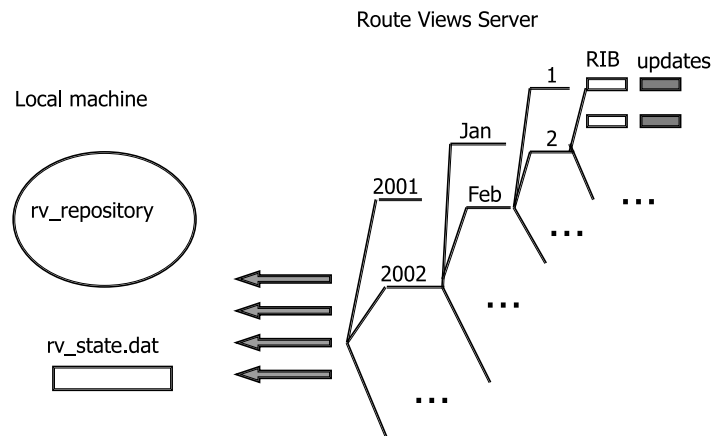 Route Views Server
RIB updates
1
Local machine
Jan
2
2001
Feb
rv_repository
...
...
2002
...
rv_state.dat
...